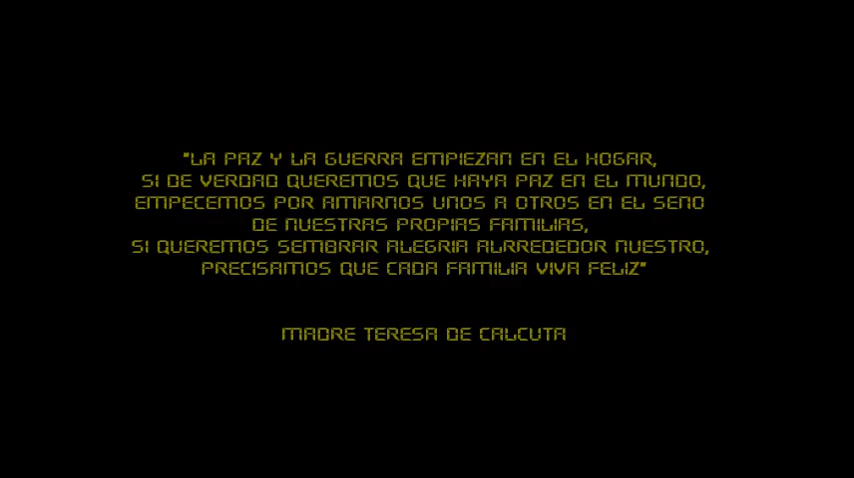 "LA PAZ Y LA GUERRA EMPIEZAN EN EL HOGAR,
SI DE VERDAD QUEREMOS QUE HAYA PAZ EN EL MUNDO,
EMPECEMOS POR AMARNOS UNOS A OTROS EN EL SENO
DE NUESTRAS PROPIAS FAMILIAS,
SI QUEREMOS SEMBRAR ALEGRIA ALRREDEDOR NUESTRO,
PRECISAMOS QUE CADA FAMILIA VIVA FELIZ"
MADRE TERESA DE CALCUTA